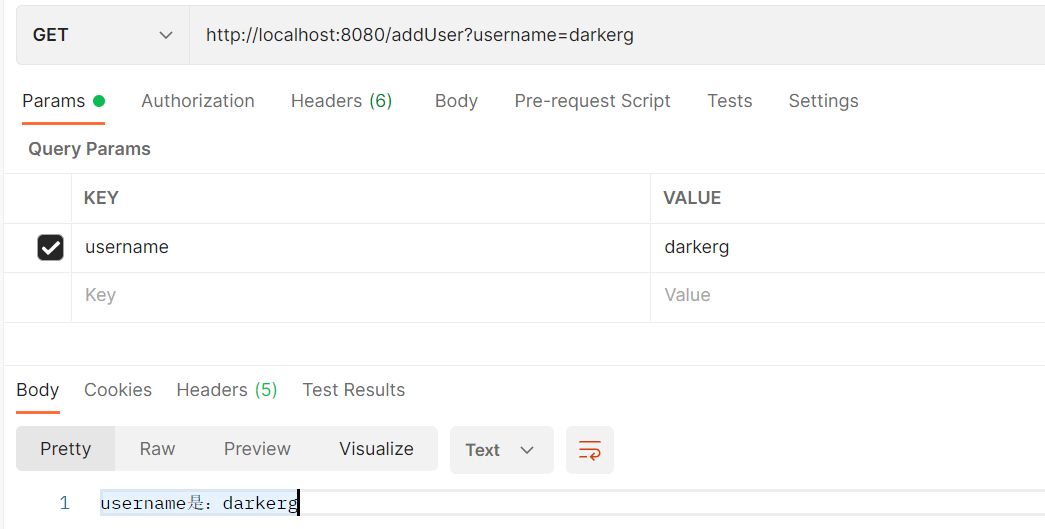 GET http://localhost:8080/addUser?username=darkerg
Params Authorization Headers (6) Body Pre-request Script Tests Settings
Query Params
KEY VALUE
username darkerg
Key Value
Body Cookies Headers (5) Test Results
Pretty Raw Preview Visualize Text
1 username是：darkerg